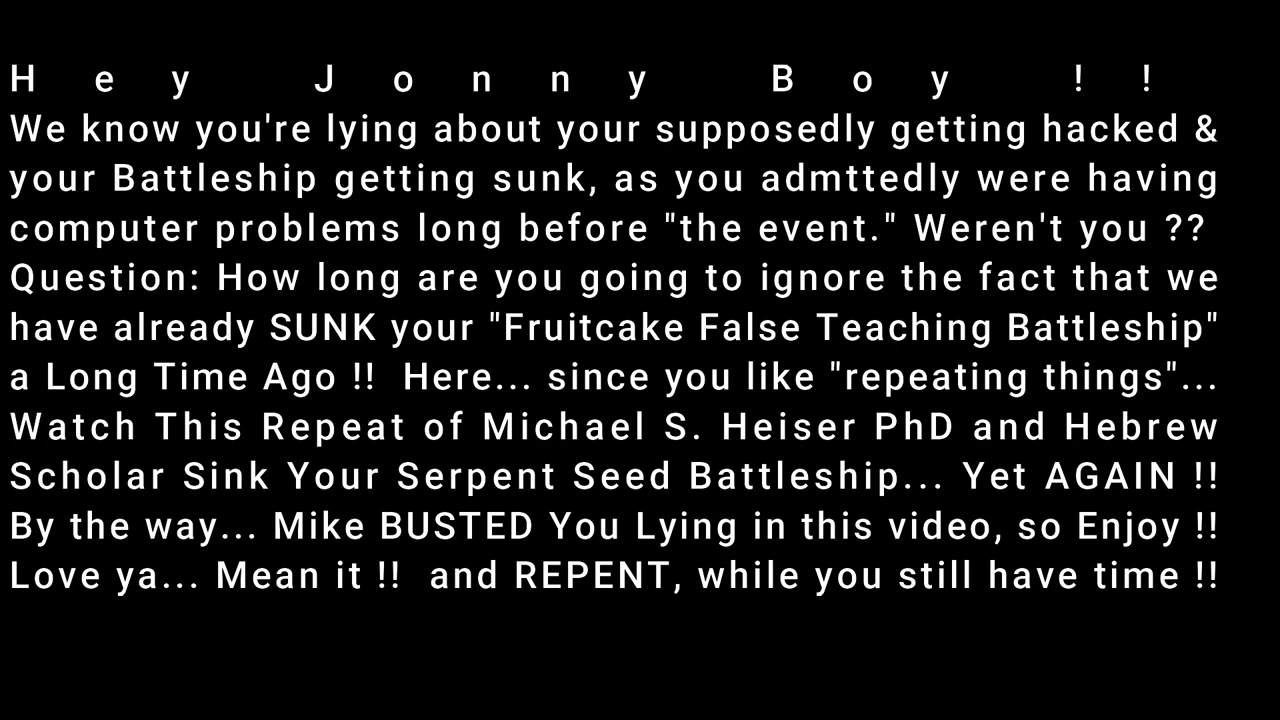 Hey Jonny Boy !!
We know you're lying about your supposedly getting hacked &
your Battleship getting sunk, as you admttedly were having
computer problems long before "the event." Weren't you ??
Question: How long are you going to ignore the fact that we
have already SUNK your "Fruitcake False Teaching Battleship"
a Long Time Ago !! Here... since you like "repeating things"...
Watch This Repeat of Michael S. Heiser PhD and Hebrew
Scholar Sink Your Serpent Seed Battleship... Yet AGAIN !!
By the way... Mike BUSTED You Lying in this video, so Enjoy !!
Love ya... Mean it !! and REPENT, while you still have time !!